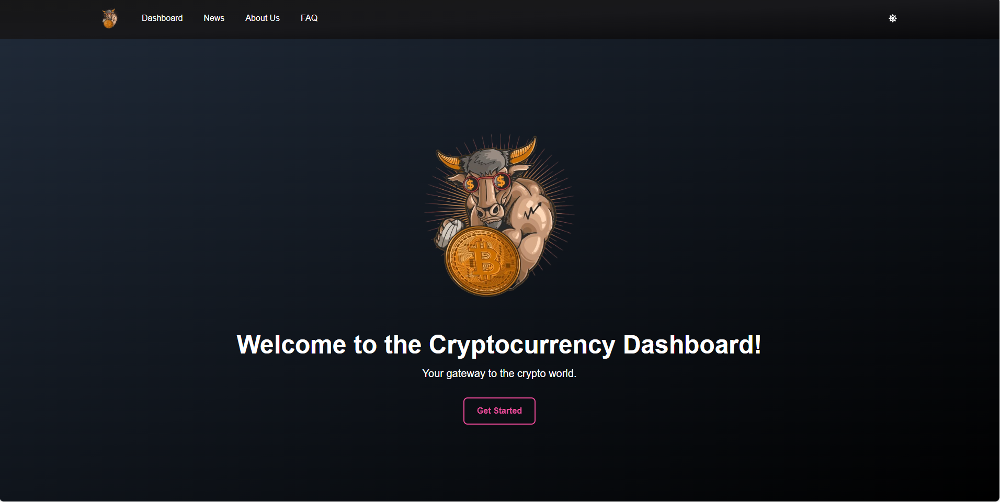 Dashboard News About Us FAQ
$ $
B
Welcome to the Cryptocurrency Dashboard!
Your gateway to the crypto world.
Get Started